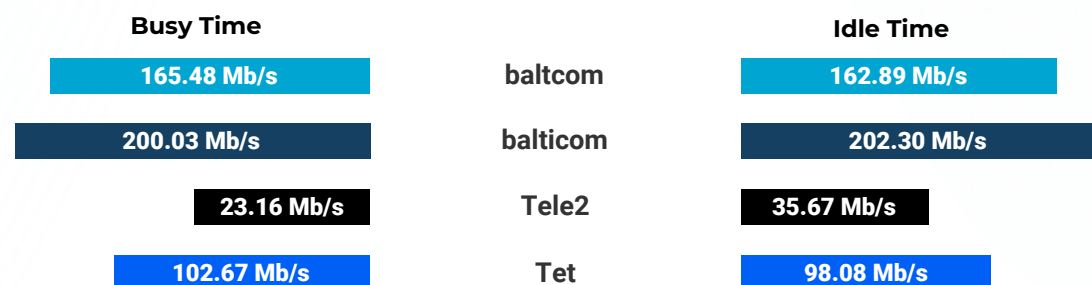 Busy Time Idle Time
165.48 Mb/s baltcom 162.89 Mb/s
200.03 Mb/s balticom 202.30 Mb/s
23.16 Mb/s Tele2 35.67 Mb/s
102.67 Mb/s Tet 98.08 Mb/s